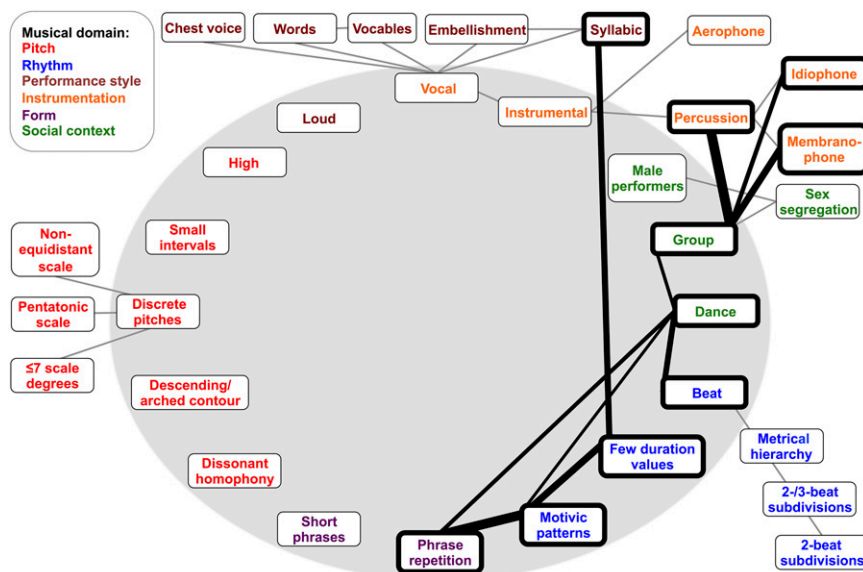 Musical domain:
Pitch
Rhythm
Performance style
Instrumentation
Form
Social context
Chest voice
Words
Vocables
Embellishment
Syllabic
Aerophone
Vocal
Instrumental
Idiophone
Percussion
Membrano-
phone
Loud
High
Male
performers
Sex
segregation
Small
intervals
Group
Non-
equidistant
scale
Pentatonic
scale
Discrete
pitches
Dance
≤7 scale
degrees
Descending/
arched contour
Beat
Metrical
hierarchy
Few duration
values
Dissonant
homophony
2-/3-beat
subdivisions
Short
phrases
Motivic
patterns
Phrase
repetition
2-beat
subdivisions